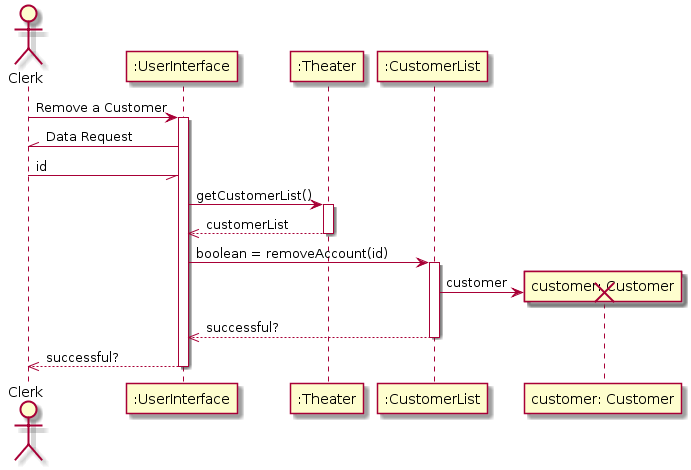 Clerk
:UserInterface
:Theater
:CustomerList
Remove a Customer
Data Request
id
getCustomerList()
customerList
boolean = removeAccount(id)
customer
customer: Customer
successful?
successful?
Clerk
:UserInterface
:Theater
:CustomerList
customer: Customer